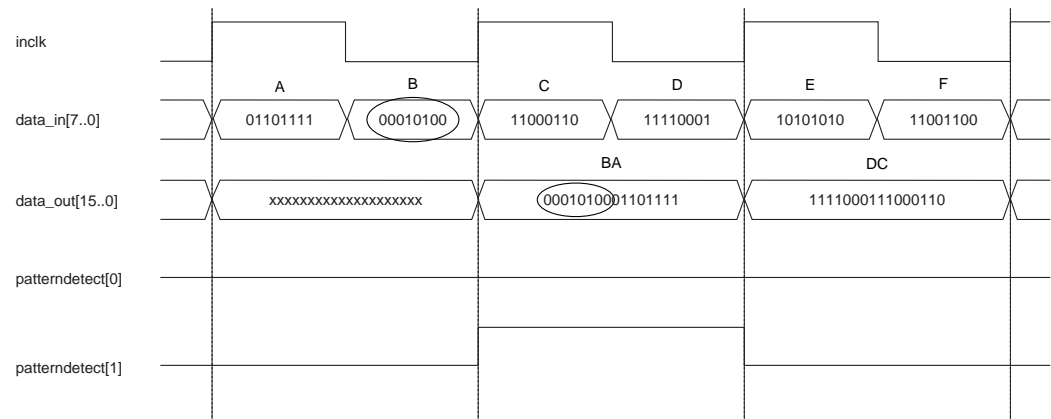 inclk
A B C D E F
data_in[7..0] 01101111 00010100 11000110 11110001 10101010 11001100
BA DC
data_out[15..0] xxxxxxxxxxxxxxxxxxxx 0001010001101111 1111000111000110
patterndetect[0]
patterndetect[1]